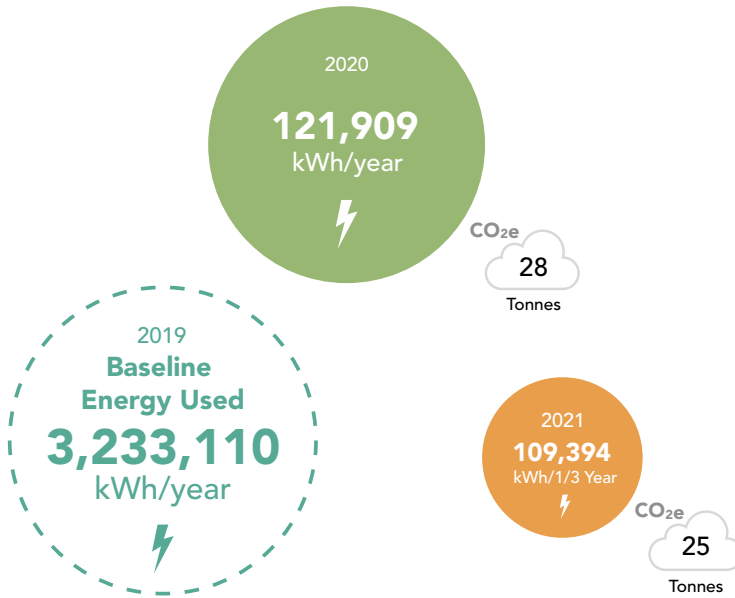 2020
121,909
kWh/year
CO₂e
28
Tonnes
2019
Baseline
Energy Used
3,233,110
kWh/year
2021
109,394
kWh/1/3 Year
CO₂e
25
Tonnes